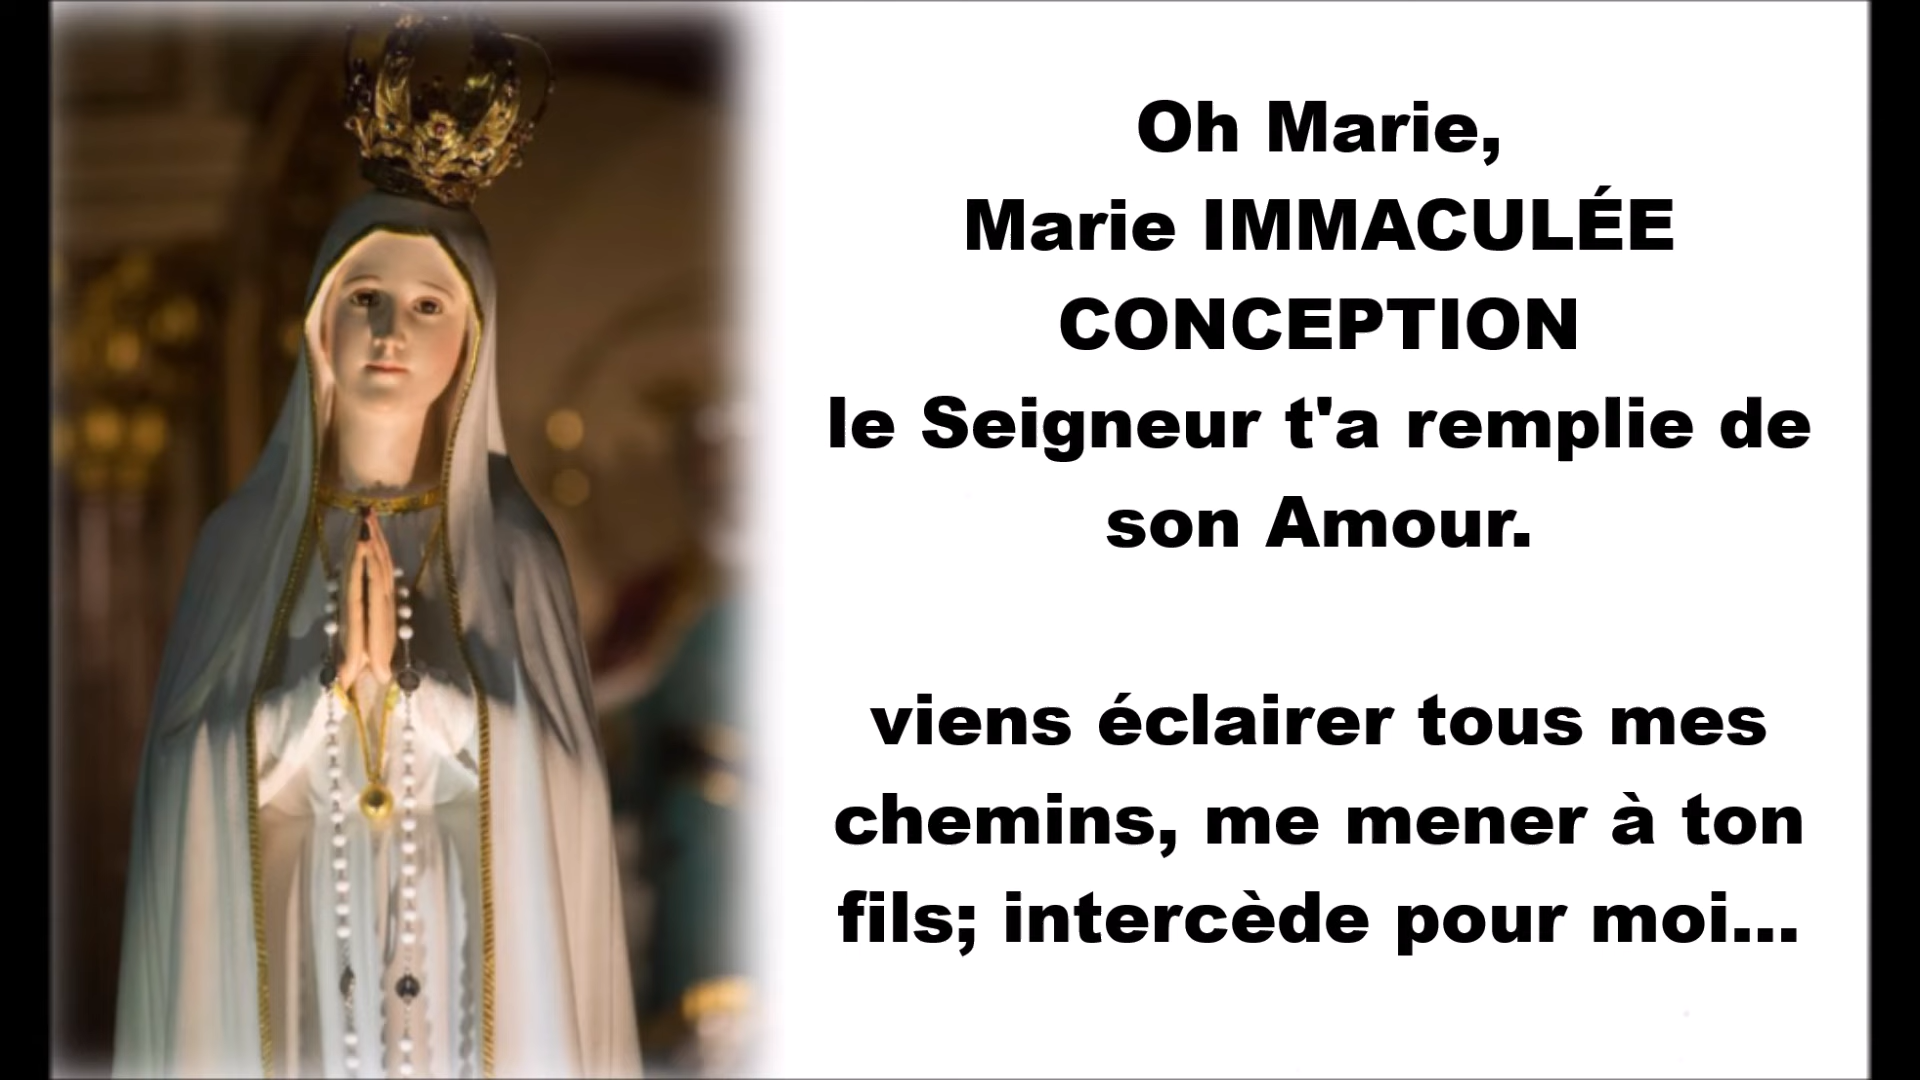 Oh Marie,
Marie IMMACULÉE
CONCEPTION
le Seigneur t'a remplie de
son Amour.
viens éclairer tous mes
chemins, me mener à ton
fils; intercède pour moi...